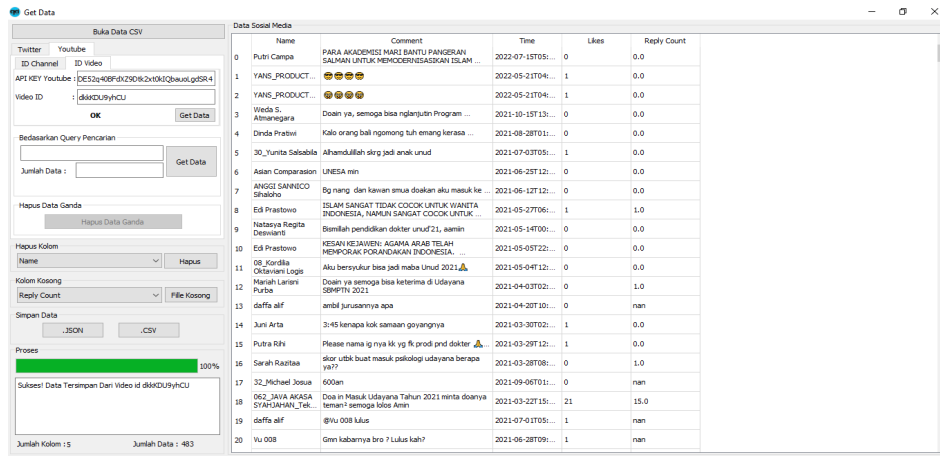 Get Data
Buka Data CSV
Twitter Youtube
ID Channel ID Video
API KEY Youtube :
Video ID : dkkKDU9yhCU
OK Get Data
Bedasarkan Query Pencarian
Jumlah Data :
Get Data
Hapus Data Ganda
Hapus Data Ganda
Hapus Kolom
Name Hapus
Kolom Kosong
Reply Count Fille Kosong
Simpan Data
.JSON .CSV
Proses
100%
Sukses! Data Tersimpan Dari Video id dkkKDU9yhCU
Jumlah Kolom : 5 Jumlah Data : 483
Data Sosial Media
Name Comment Time Likes Reply Count
0 Putri Campa PARA AKADEMISI MARI BANTU PANGERAN
SALMAN UNTUK MEMODERNISASIKAN ISLAM ... 2022-07-15T05:... 0 0.0
1 YANS_PRODUCT... 😎😎😎😎 2022-05-21T04:... 1 0.0
2 YANS_PRODUCT... 2022-05-21T04:... 1 0.0
3 Weda S.
Atmanegara Doain ya, semoga bisa nglanjutin Program ... 2021-10-15T13:... 0 0.0
4 Dinda Pratiwi Kalo orang bali ngomong tuh emang kerasa ... 2021-08-28T01:... 0 0.0
5 30_Yunita Salsabila Alhamdulillah skrg jadi anak unud 2021-07-03T05:... 1 0.0
6 Asian Comparasion UNESA min 2021-06-25T12:... 0 0.0
7 ANGGI SANNICO
Sihaloho Bg nang dan kawan smua doakan aku masuk ke ... 2021-06-12T12:... 0 0.0
8 Edi Prastowo ISLAM SANGAT TIDAK COCOK UNTUK WANITA
INDONESIA, NAMUN SANGAT COCOK UNTUK ... 2021-05-27T06:... 1 1.0
9 Natasya Regita
Deswianti Bismillah pendidikan dokter unud'21, aamiin 2021-05-14T00:... 0 0.0
10 Edi Prastowo KESAN KEJAWEN: AGAMA ARAB TELAH
MEMPORAK PORANDAKAN INDONESIA. ... 2021-05-05T22:... 0 0.0
11 08_Kordilia
Oktaviani Logis Aku bersyukur bisa jadi maba Unud 2021🙏 2021-05-04T12:... 0 0.0
12 Mariah Larisni
Purba Doain ya semoga bisa keterima di Udayana
SBMPTN 2021 2021-04-03T02:... 0 1.0
13 daffa alif ambil jurusannya apa 2021-04-20T10:... 0 nan
14 Juni Arta 3:45 kenapa kok samaan goyangnya 2021-03-30T02:... 1 0.0
15 Putra Rihi Please nama ig nya kk yg fk prodi pnd dokter 🙏... 2021-03-29T12:... 1 0.0
16 Sarah Razitaa skor utbk buat masuk psikologi udayana berapa
ya?? 2021-03-28T08:... 0 1.0
17 32_Michael Josua 600an 2021-09-06T01:... 0 nan
18 062_JAVA AKASA
SYAHJAHAN_Tek... Doa in Masuk Udayana Tahun 2021 minta doanya
teman² semoga lolos Amin 2021-03-22T15:... 21 15.0
19 daffa alif @Vu 008 lulus 2021-07-01T05:... 1 nan
20 Vu 008 Gmn kabarnya bro ? Lulus kah? 2021-06-28T09:... 1 nan